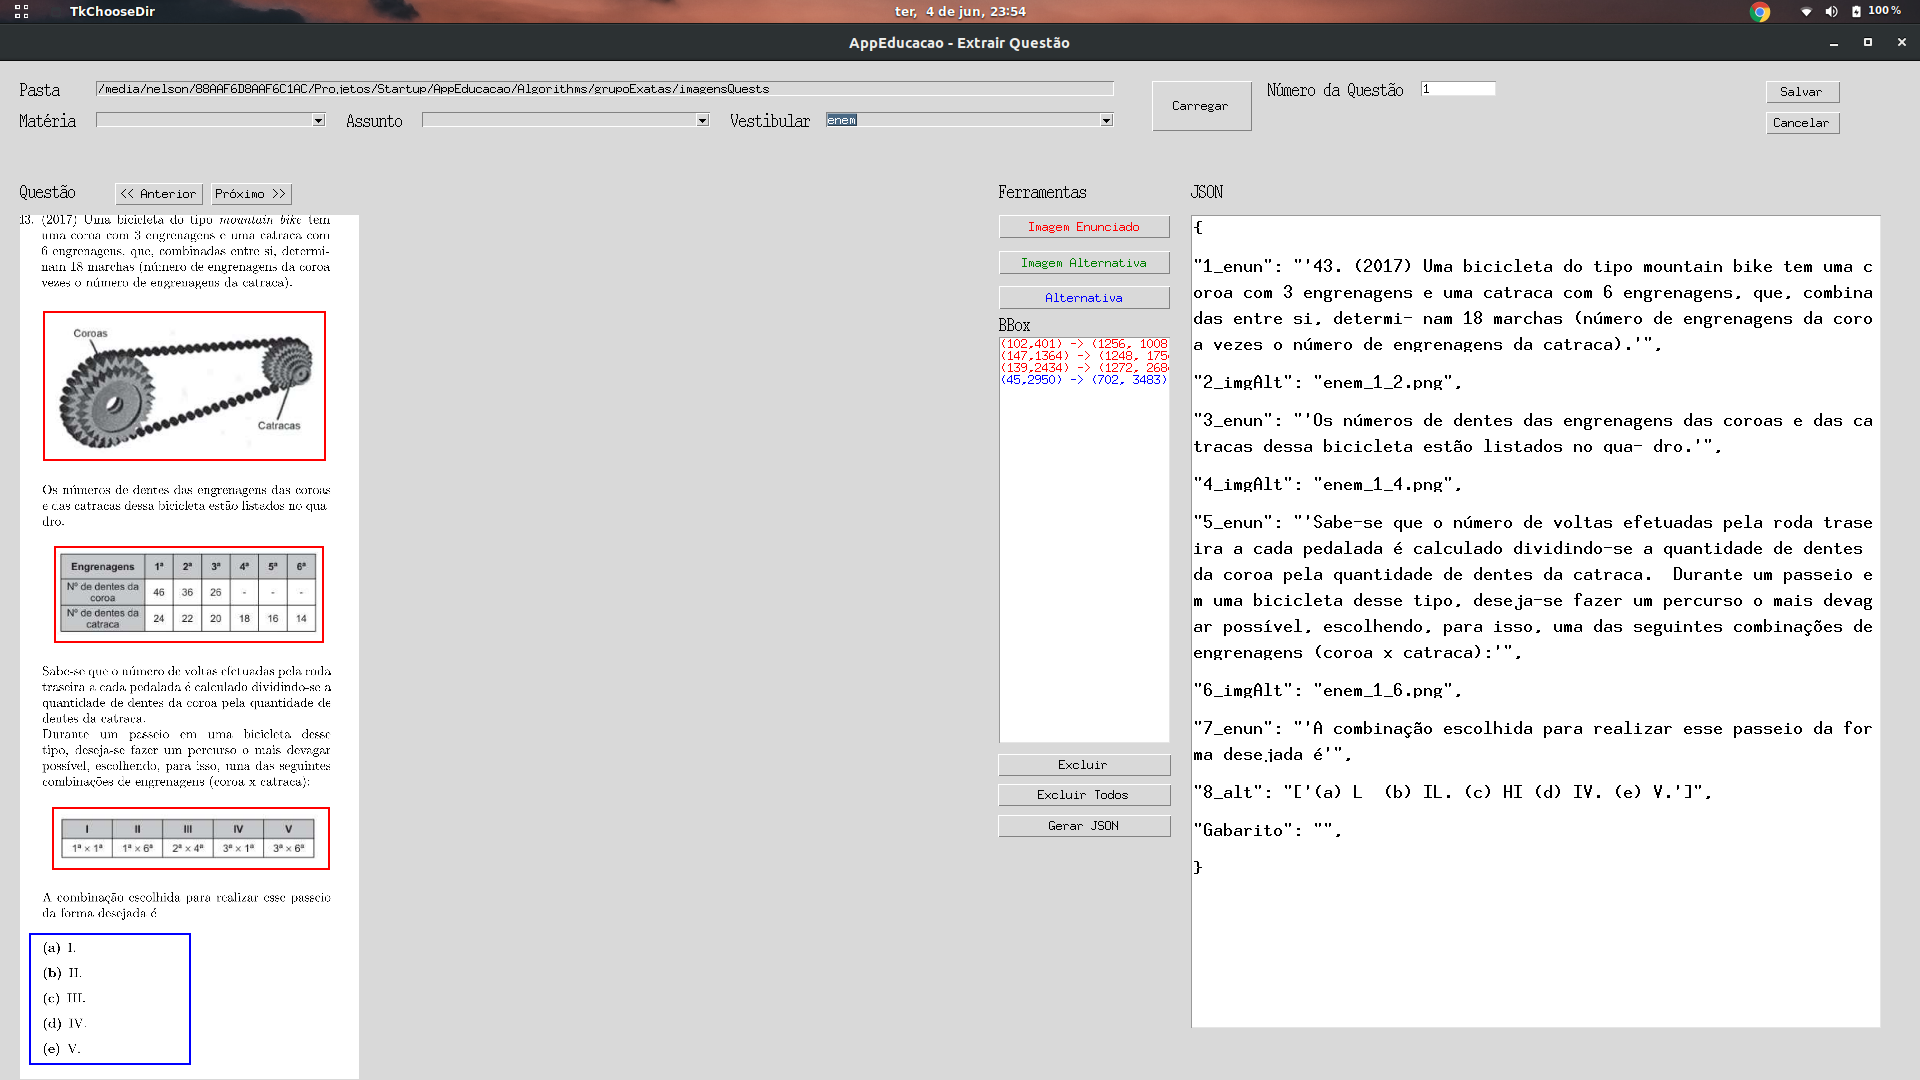 TkChooseDir
ter, 4 de jun, 23:54
100 %
AppEducacao - Extrair Questão
Pasta
/media/nelson/88AAF6D8AAF6C1AC/Projetos/Startup/AppEducacao/Algorithms/grupoExatas/imagensQuests
Carregar
Número da Questão
1
Salvar
Matéria
Assunto
Vestibular
enem
Cancelar
Questão
<< Anterior
Próximo >>
13. (2017) Uma bicicleta do tipo mountain bike tem
uma coroa com 3 engrenagens e uma catraca com
6 engrenagens, que, combinadas entre si, determi-
nam 18 marchas (número de engrenagens da coroa
vezes o número de engrenagens da catraca).
Coroas
Catracas
Os números de dentes das engrenagens das coroas
e das catracas dessa bicicleta estão listados no qua-
dro.
Engrenagens 1ª 2ª 3ª 4ª 5ª 6ª
Nº de dentes da
coroa
46 36 26 - - -
Nº de dentes da
catraca
24 22 20 18 16 14
Sabe-se que o número de voltas efetuadas pela roda
traseira a cada pedalada é calculado dividindo-se a
quantidade de dentes da coroa pela quantidade de
dentes da catraca.
Durante um passeio em uma bicicleta desse
tipo, deseja-se fazer um percurso o mais devagar
possível, escolhendo, para isso, uma das seguintes
combinações de engrenagens (coroa x catraca):
I II III IV V
1ª × 1ª 1ª × 6ª 2ª × 4ª 3ª × 1ª 3ª × 6ª
A combinação escolhida para realizar esse passeio
da forma desejada é
(a) I.
(b) II.
(c) III.
(d) IV.
(e) V.
Ferramentas
Imagem Enunciado
Imagem Alternativa
Alternativa
BBox
(102,401) -> (1256, 1008
(147,1364) -> (1248, 175
(139,2434) -> (1272, 268
(45,2950) -> (702, 3483)
Excluir
Excluir Todos
Gerar JSON
JSON
{
"1_enun": "'43. (2017) Uma bicicleta do tipo mountain bike tem uma c
oroa com 3 engrenagens e uma catraca com 6 engrenagens, que, combina
das entre si, determi- nam 18 marchas (número de engrenagens da coro
a vezes o número de engrenagens da catraca).'",
"2_imgAlt": "enem_1_2.png",
"3_enun": "'Os números de dentes das engrenagens das coroas e das ca
tracas dessa bicicleta estão listados no qua- dro.'",
"4_imgAlt": "enem_1_4.png",
"5_enun": "'Sabe-se que o número de voltas efetuadas pela roda trase
ira a cada pedalada é calculado dividindo-se a quantidade de dentes
da coroa pela quantidade de dentes da catraca.  Durante um passeio e
m uma bicicleta desse tipo, deseja-se fazer um percurso o mais devag
ar possível, escolhendo, para isso, uma das seguintes combinações de
engrenagens (coroa x catraca):'",
"6_imgAlt": "enem_1_6.png",
"7_enun": "'A combinação escolhida para realizar esse passeio da for
ma desejada é'",
"8_alt": "['(a) L  (b) IL. (c) HI (d) IV. (e) V.']",
"Gabarito": "",
}